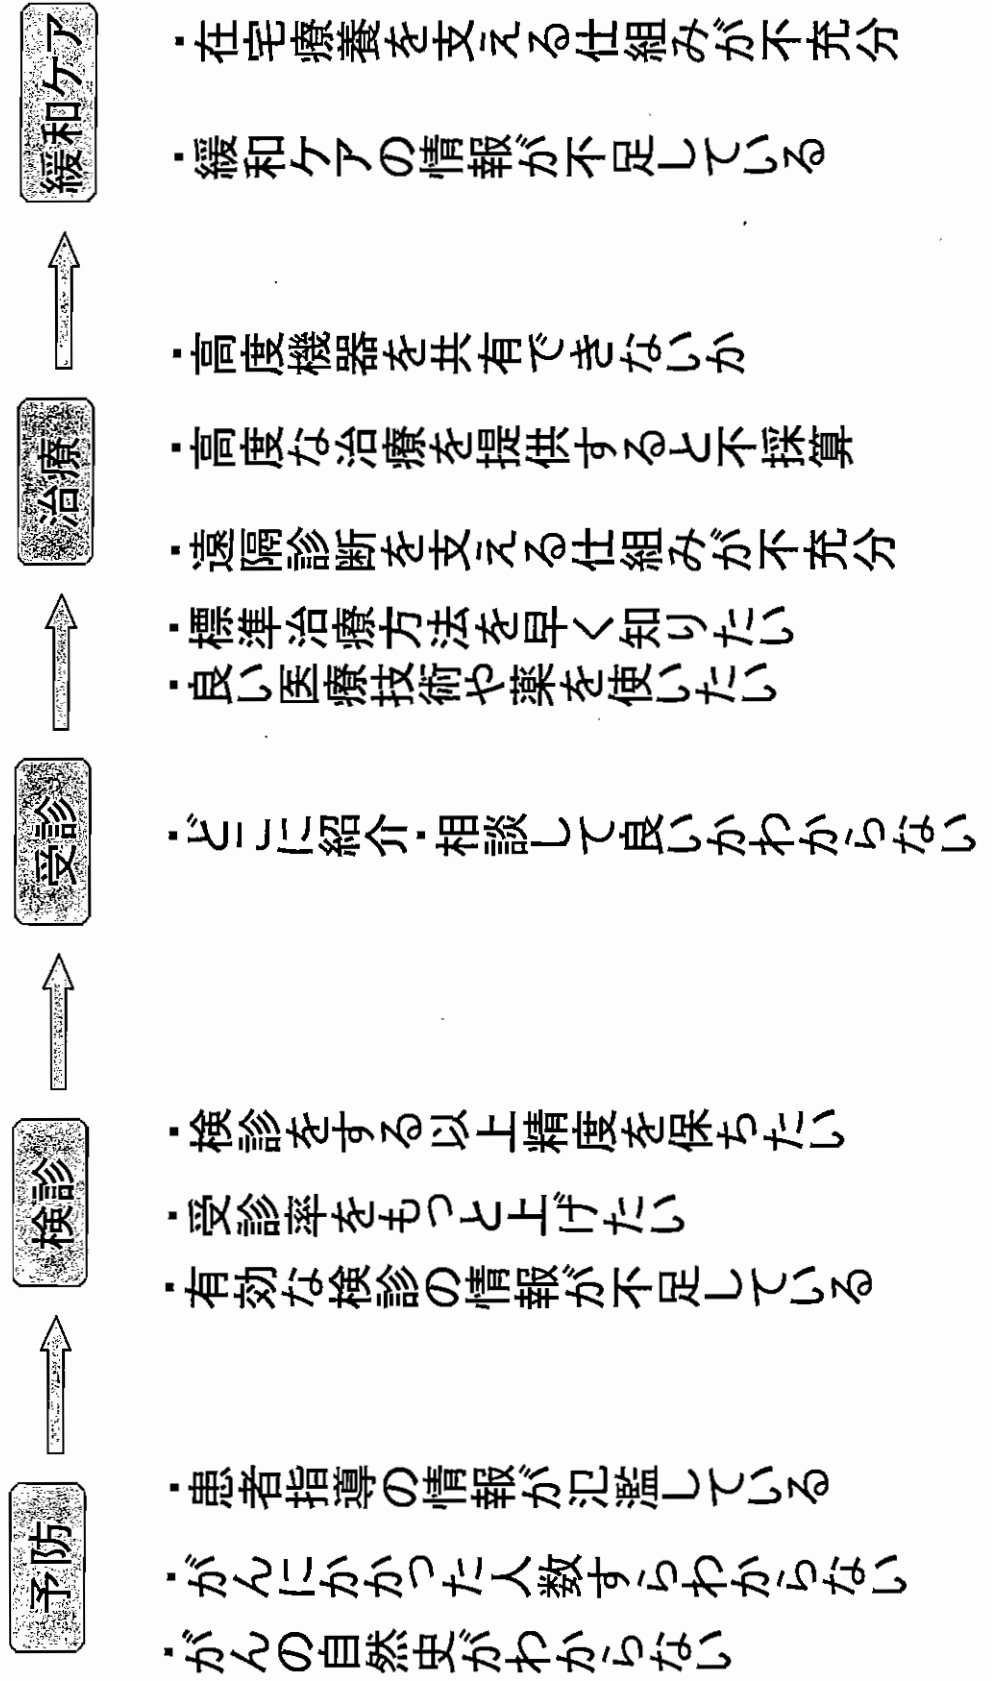 予防
・患者指導の情報が氾濫している
・がんにかかった人数すらわからない
・がんの自然史がわからない
検診
・検診をする以上精度を保ちたい
・受診率をもっと上げたい
・有効な検診の情報が不足している
受診
・どこに紹介・相談して良いかわからない
治療
・高度機器を共有できないか
・高度な治療を提供すると不採算
・遠隔診断を支える仕組みが不充分
・標準治療方法を早く知りたい
・良い医療技術や薬を使いたい
緩和ケア
・在宅療養を支える仕組みが不充分
・緩和ケアの情報が不足している